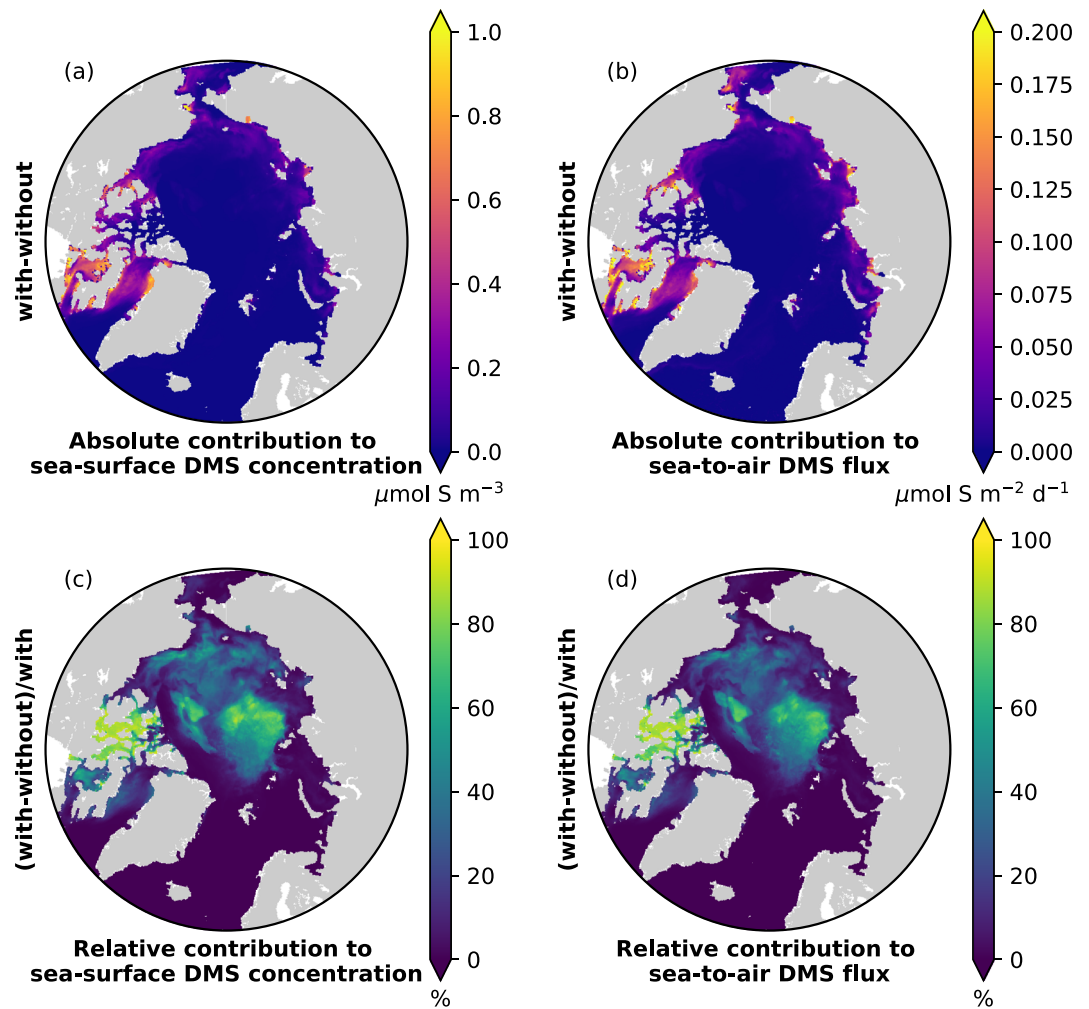 (a)
with-without
1.0
0.8
0.6
0.4
0.2
0.0
Absolute contribution to
sea-surface DMS concentration
μmol S m⁻³
(b)
with-without
0.200
0.175
0.150
0.125
0.100
0.075
0.050
0.025
0.000
Absolute contribution to
sea-to-air DMS flux
μmol S m⁻² d⁻¹
(c)
(with-without)/with
100
80
60
40
20
0
Relative contribution to
sea-surface DMS concentration
%
(d)
(with-without)/with
100
80
60
40
20
0
Relative contribution to
sea-to-air DMS flux
%